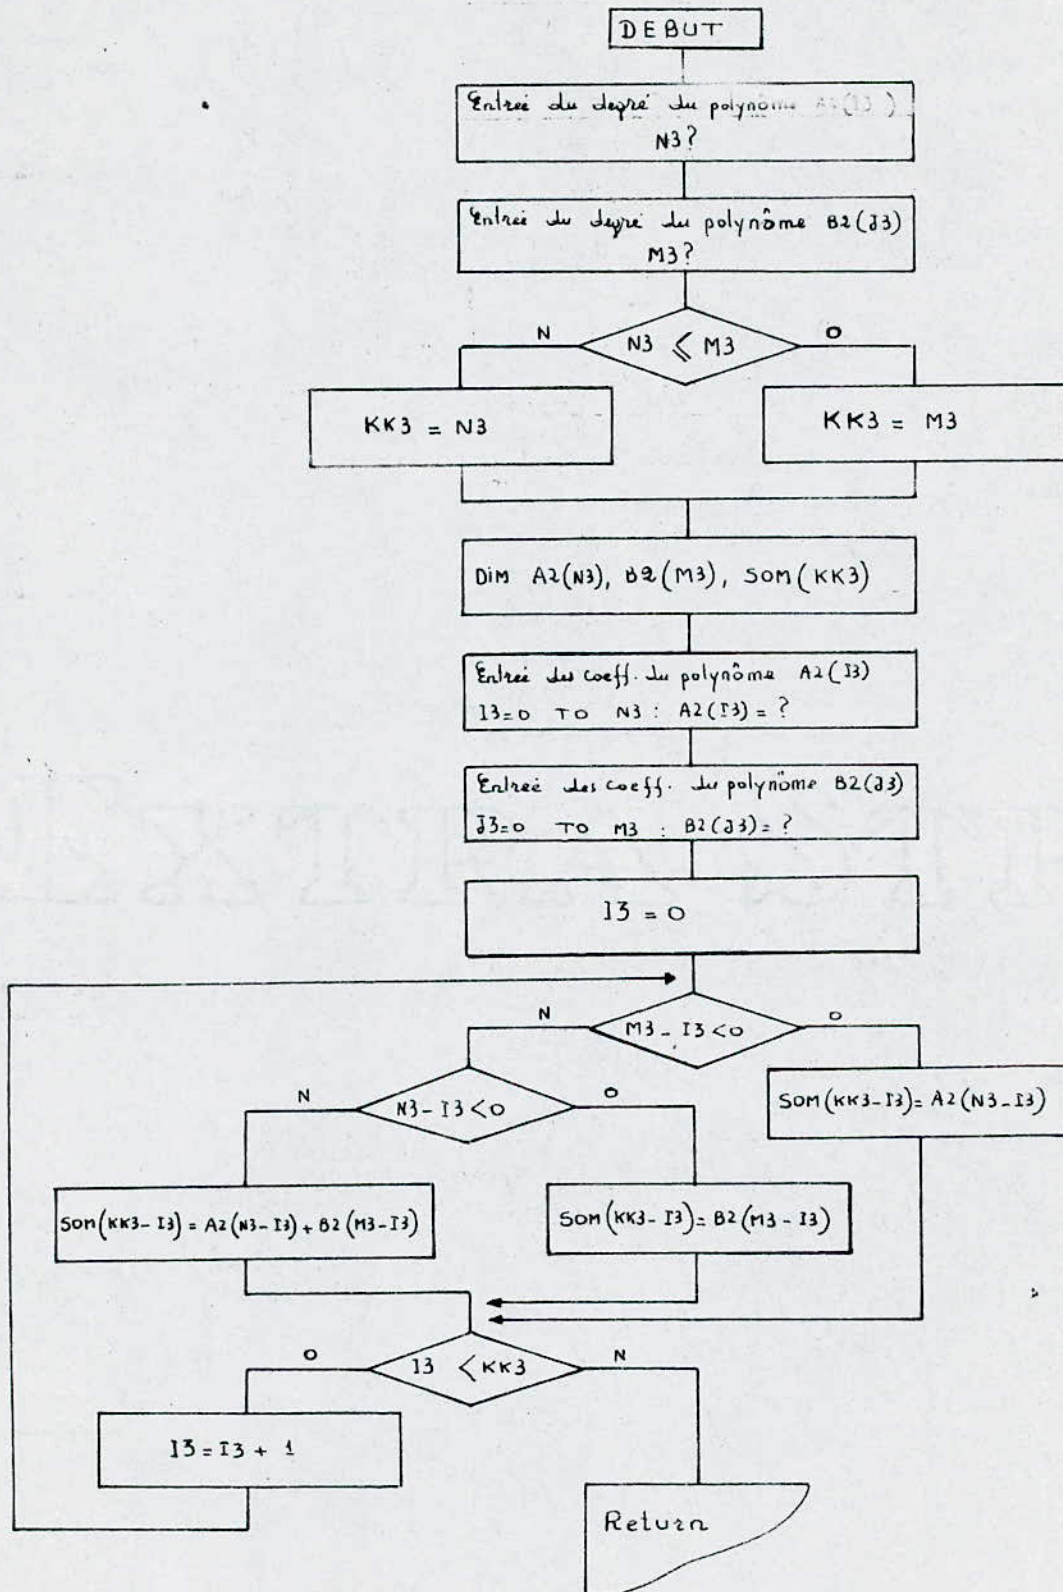 DEBUT
Entrée du degré du polynôme A2(I3)
N3?
Entrée du degré du polynôme B2(J3)
M3?
N
N3 ⩽ M3
O
KK3 = N3
KK3 = M3
DiM A2(N3), B2(M3), SOM(KK3)
Entrée des coeff. du polynôme A2(I3)
I3=0 TO N3 : A2(I3) = ?
Entrée des coeff. du polynôme B2(J3)
J3=0 TO M3 : B2(J3) = ?
I3 = 0
N
M3 - I3 < 0
O
N
N3 - I3 < 0
O
SOM(KK3-I3) = A2(N3-I3)
SOM(KK3-I3) = A2(N3-I3) + B2(M3-I3)
SOM(KK3-I3) = B2(M3-I3)
O
I3 < KK3
N
I3 = I3 + 1
Return